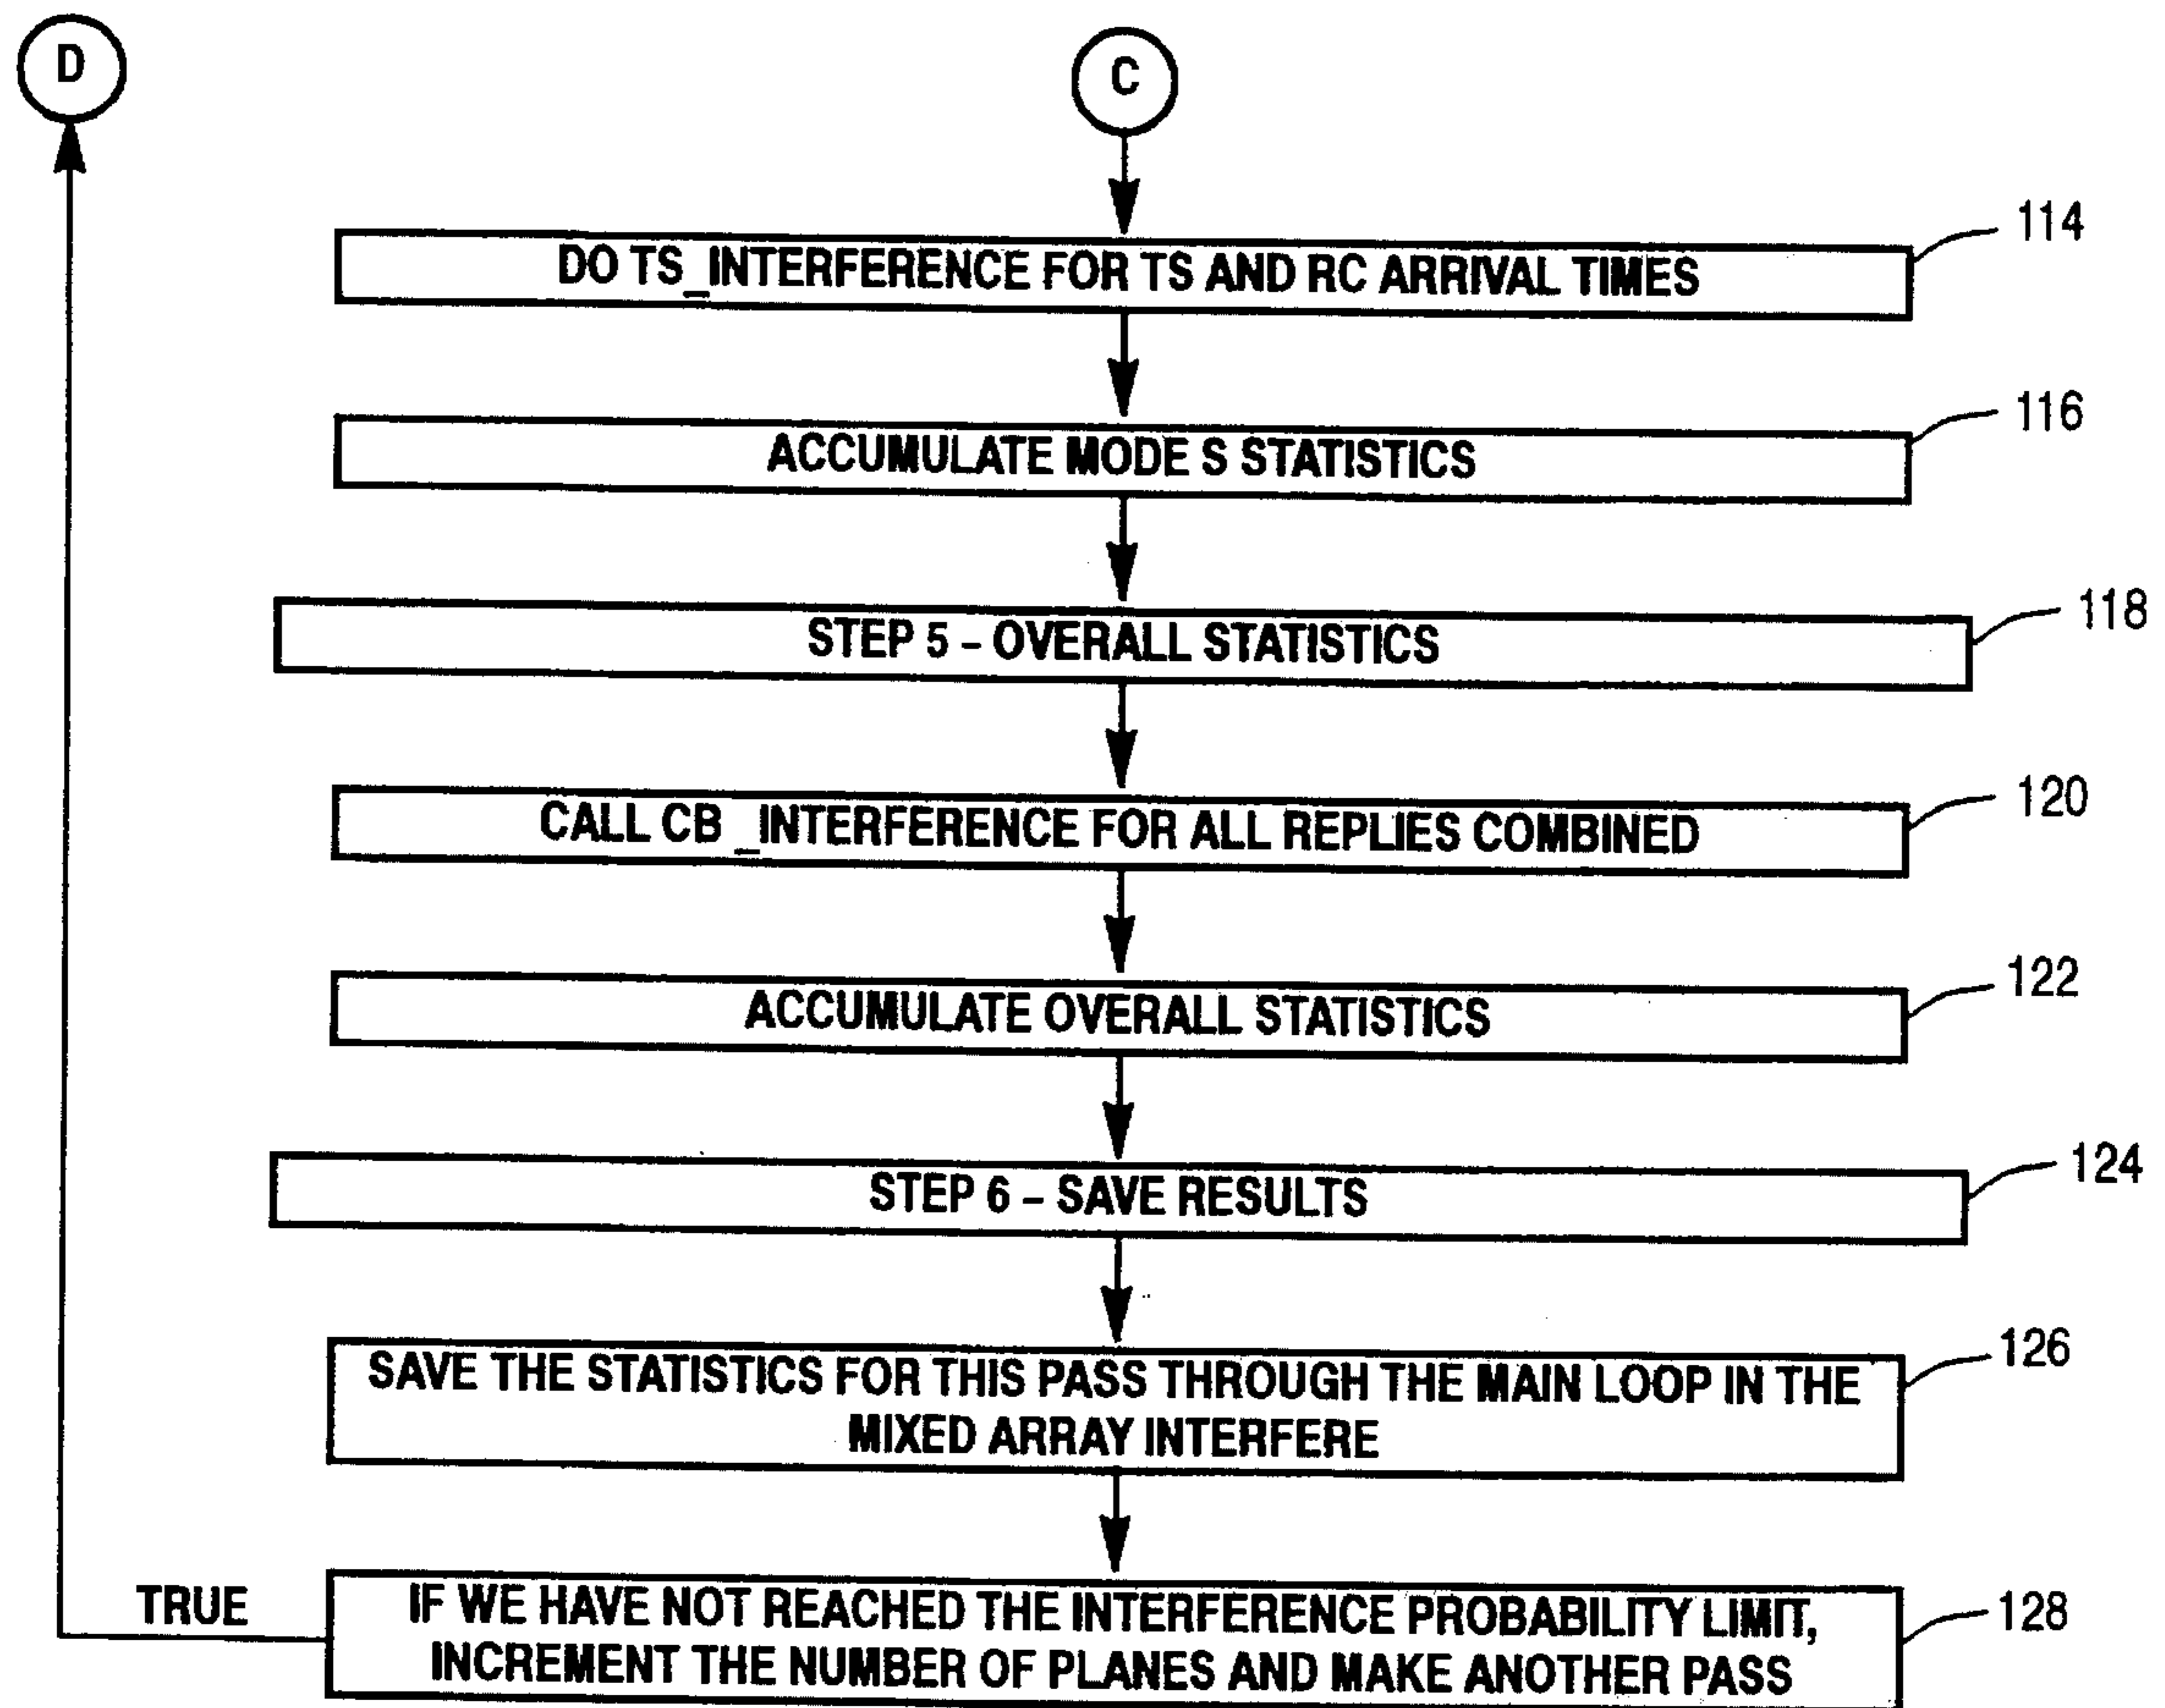 D
C
DO TS_INTERFERENCE FOR TS AND RC ARRIVAL TIMES
114
ACCUMULATE MODE S STATISTICS
116
STEP 5 – OVERALL STATISTICS
118
CALL CB _INTERFERENCE FOR ALL REPLIES COMBINED
120
ACCUMULATE OVERALL STATISTICS
122
STEP 6 – SAVE RESULTS
124
SAVE THE STATISTICS FOR THIS PASS THROUGH THE MAIN LOOP IN THE
MIXED ARRAY INTERFERE
126
TRUE
IF WE HAVE NOT REACHED THE INTERFERENCE PROBABILITY LIMIT,
INCREMENT THE NUMBER OF PLANES AND MAKE ANOTHER PASS
128